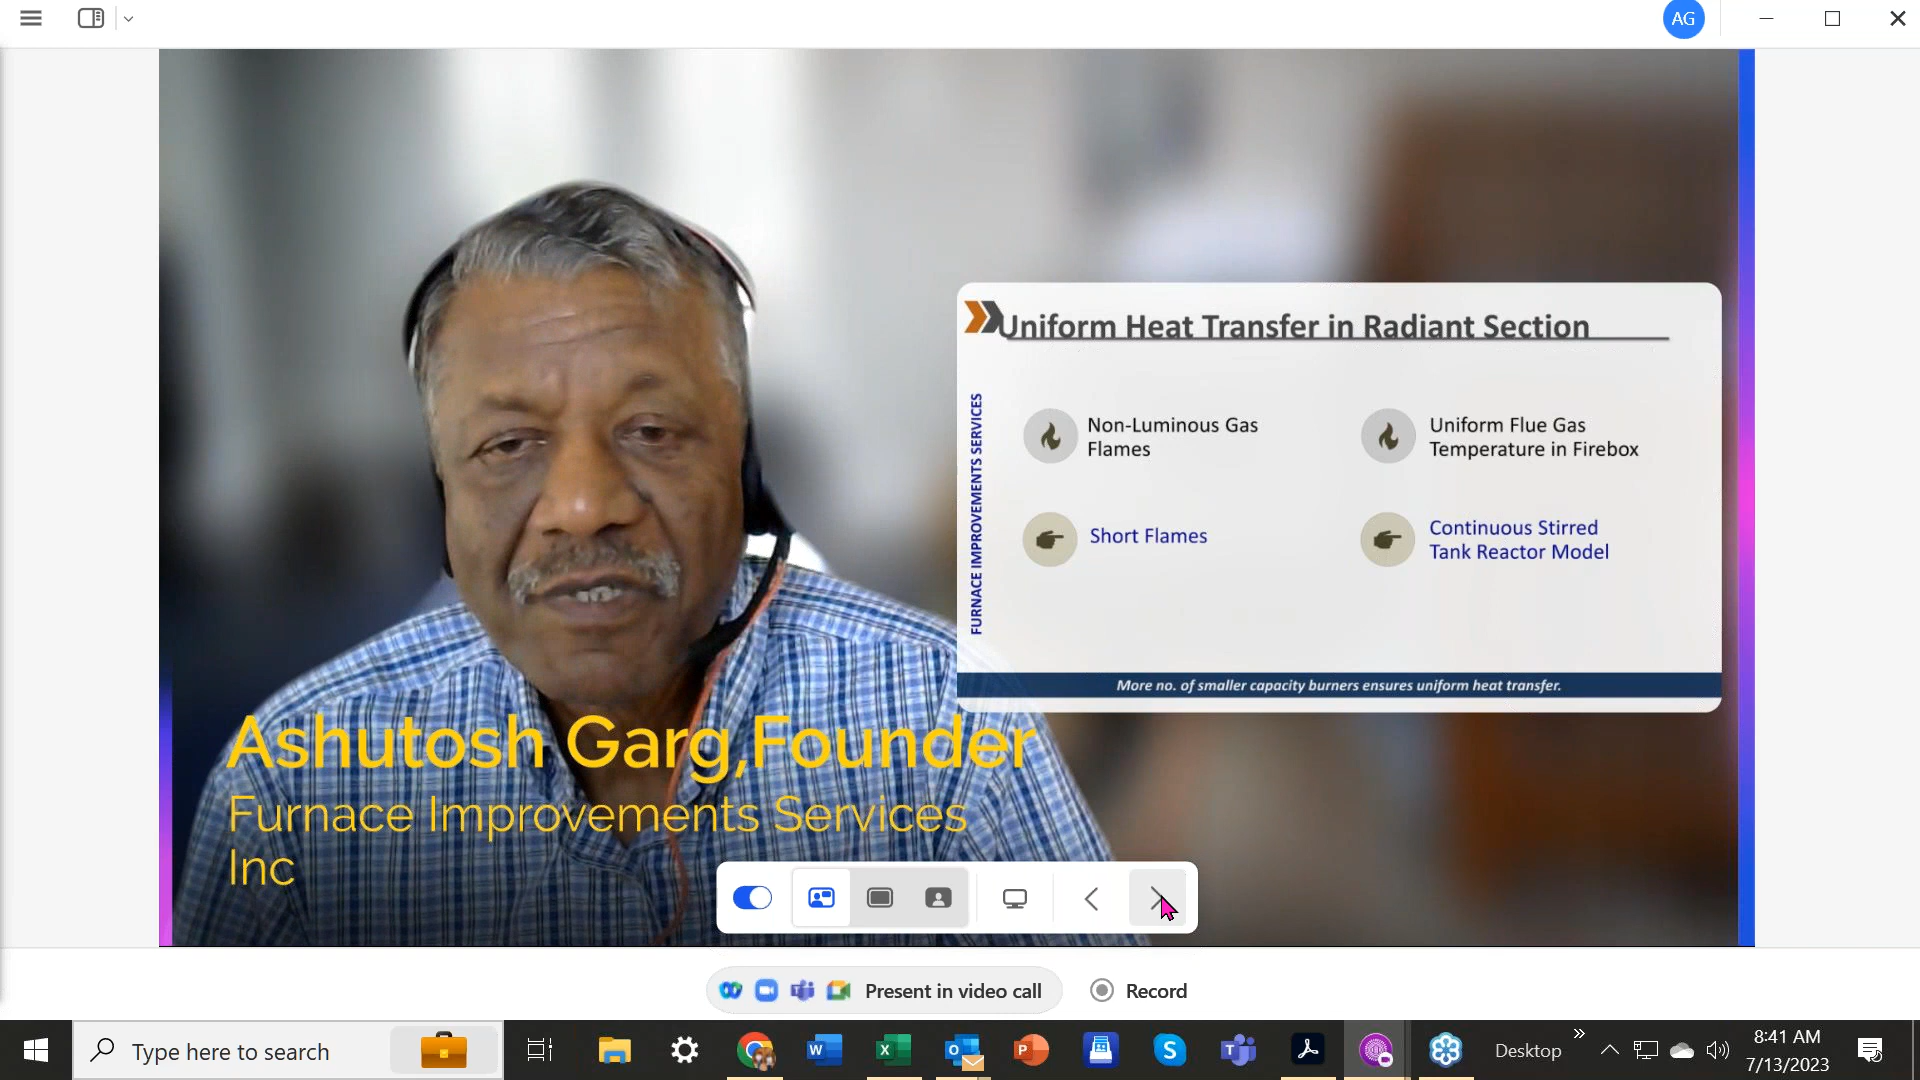 AG
Uniform Heat Transfer in Radiant Section
FURNACE IMPROVEMENTS SERVICES
Non-Luminous Gas
Flames
Uniform Flue Gas
Temperature in Firebox
Short Flames
Continuous Stirred
Tank Reactor Model
More no. of smaller capacity burners ensures uniform heat transfer.
Ashutosh Garg,Founder
Furnace Improvements Services
Inc
Present in video call
Record
Type here to search
Desktop
8:41 AM
7/13/2023